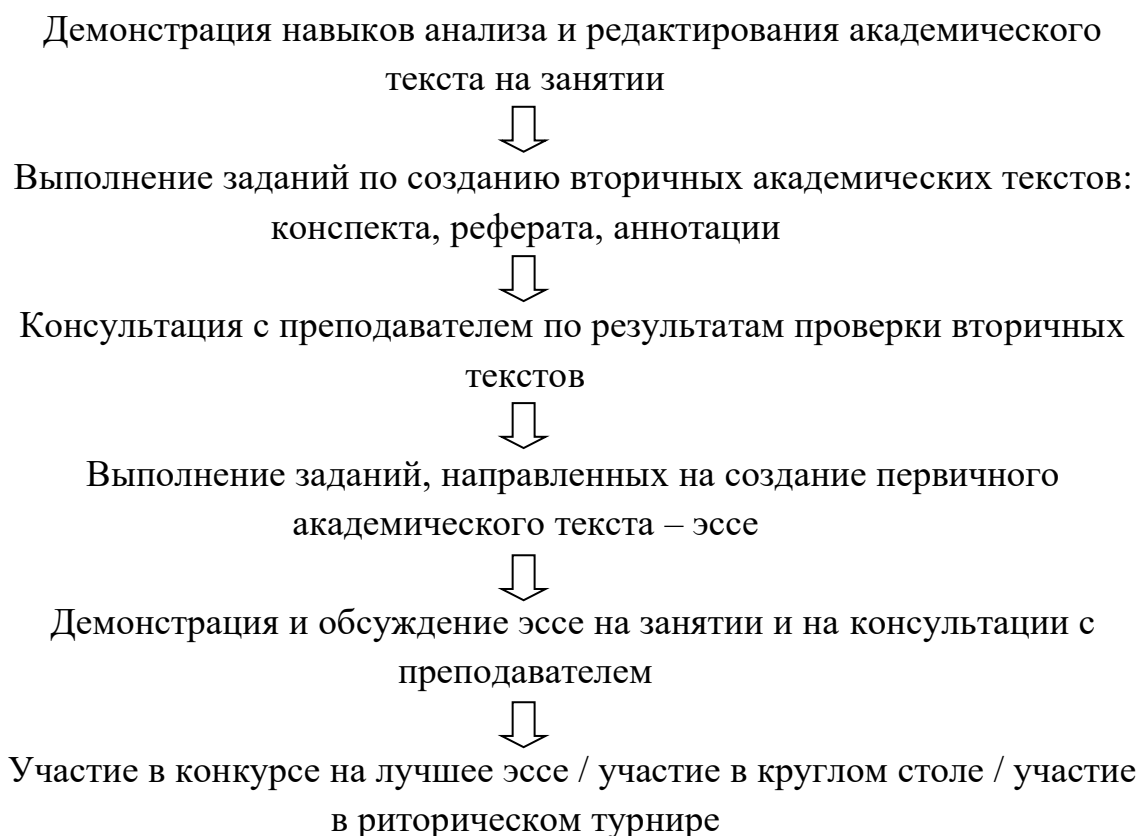 Демонстрация навыков анализа и редактирования академического
текста на занятии
Выполнение заданий по созданию вторичных академических текстов:
конспекта, реферата, аннотации
Консультация с преподавателем по результатам проверки вторичных
текстов
Выполнение заданий, направленных на создание первичного
академического текста – эссе
Демонстрация и обсуждение эссе на занятии и на консультации с
преподавателем
Участие в конкурсе на лучшее эссе / участие в круглом столе / участие
в риторическом турнире